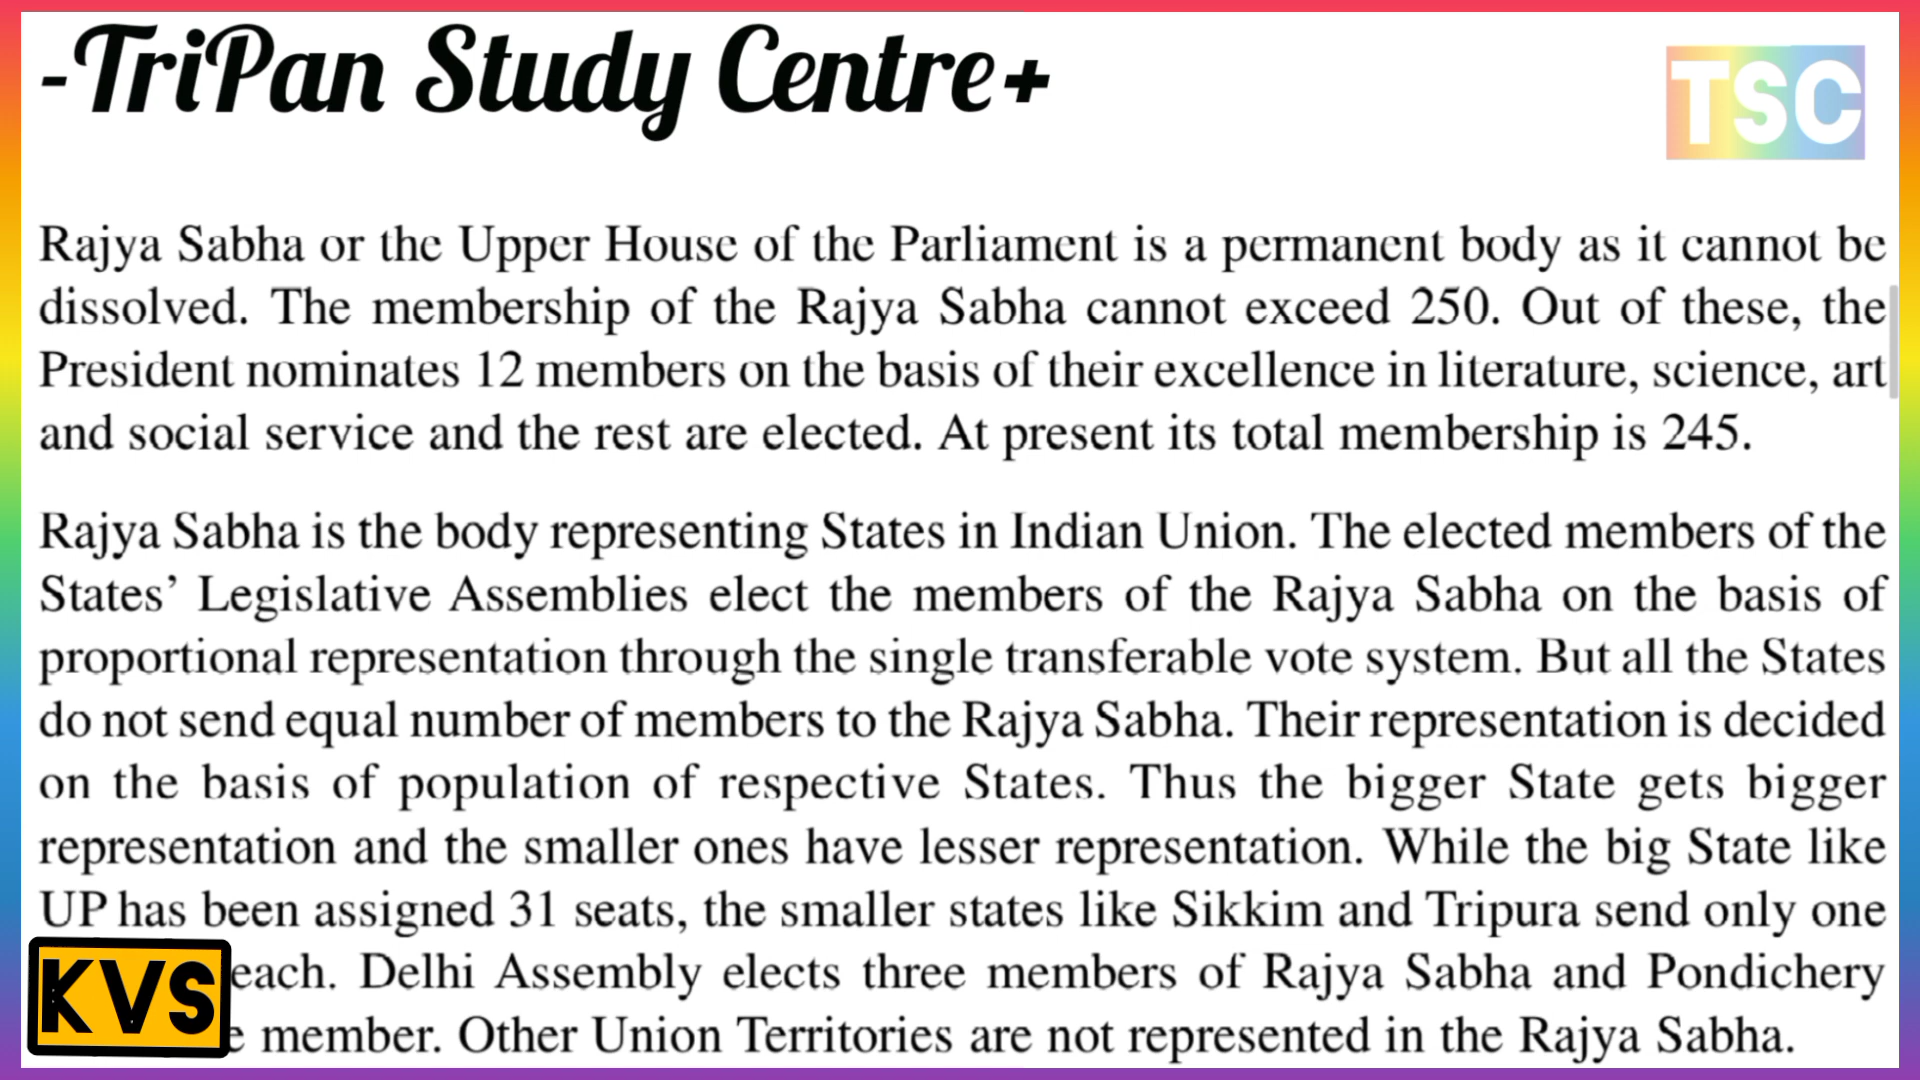 -TriPan Study Centre+
TSC
Rajya Sabha or the Upper House of the Parliament is a permanent body as it cannot be
dissolved. The membership of the Rajya Sabha cannot exceed 250. Out of these, the
President nominates 12 members on the basis of their excellence in literature, science, art
and social service and the rest are elected. At present its total membership is 245.
Rajya Sabha is the body representing States in Indian Union. The elected members of the
States’ Legislative Assemblies elect the members of the Rajya Sabha on the basis of
proportional representation through the single transferable vote system. But all the States
do not send equal number of members to the Rajya Sabha. Their representation is decided
on the basis of population of respective States. Thus the bigger State gets bigger
representation and the smaller ones have lesser representation. While the big State like
UP has been assigned 31 seats, the smaller states like Sikkim and Tripura send only one
each. Delhi Assembly elects three members of Rajya Sabha and Pondichery
member. Other Union Territories are not represented in the Rajya Sabha.
KVS